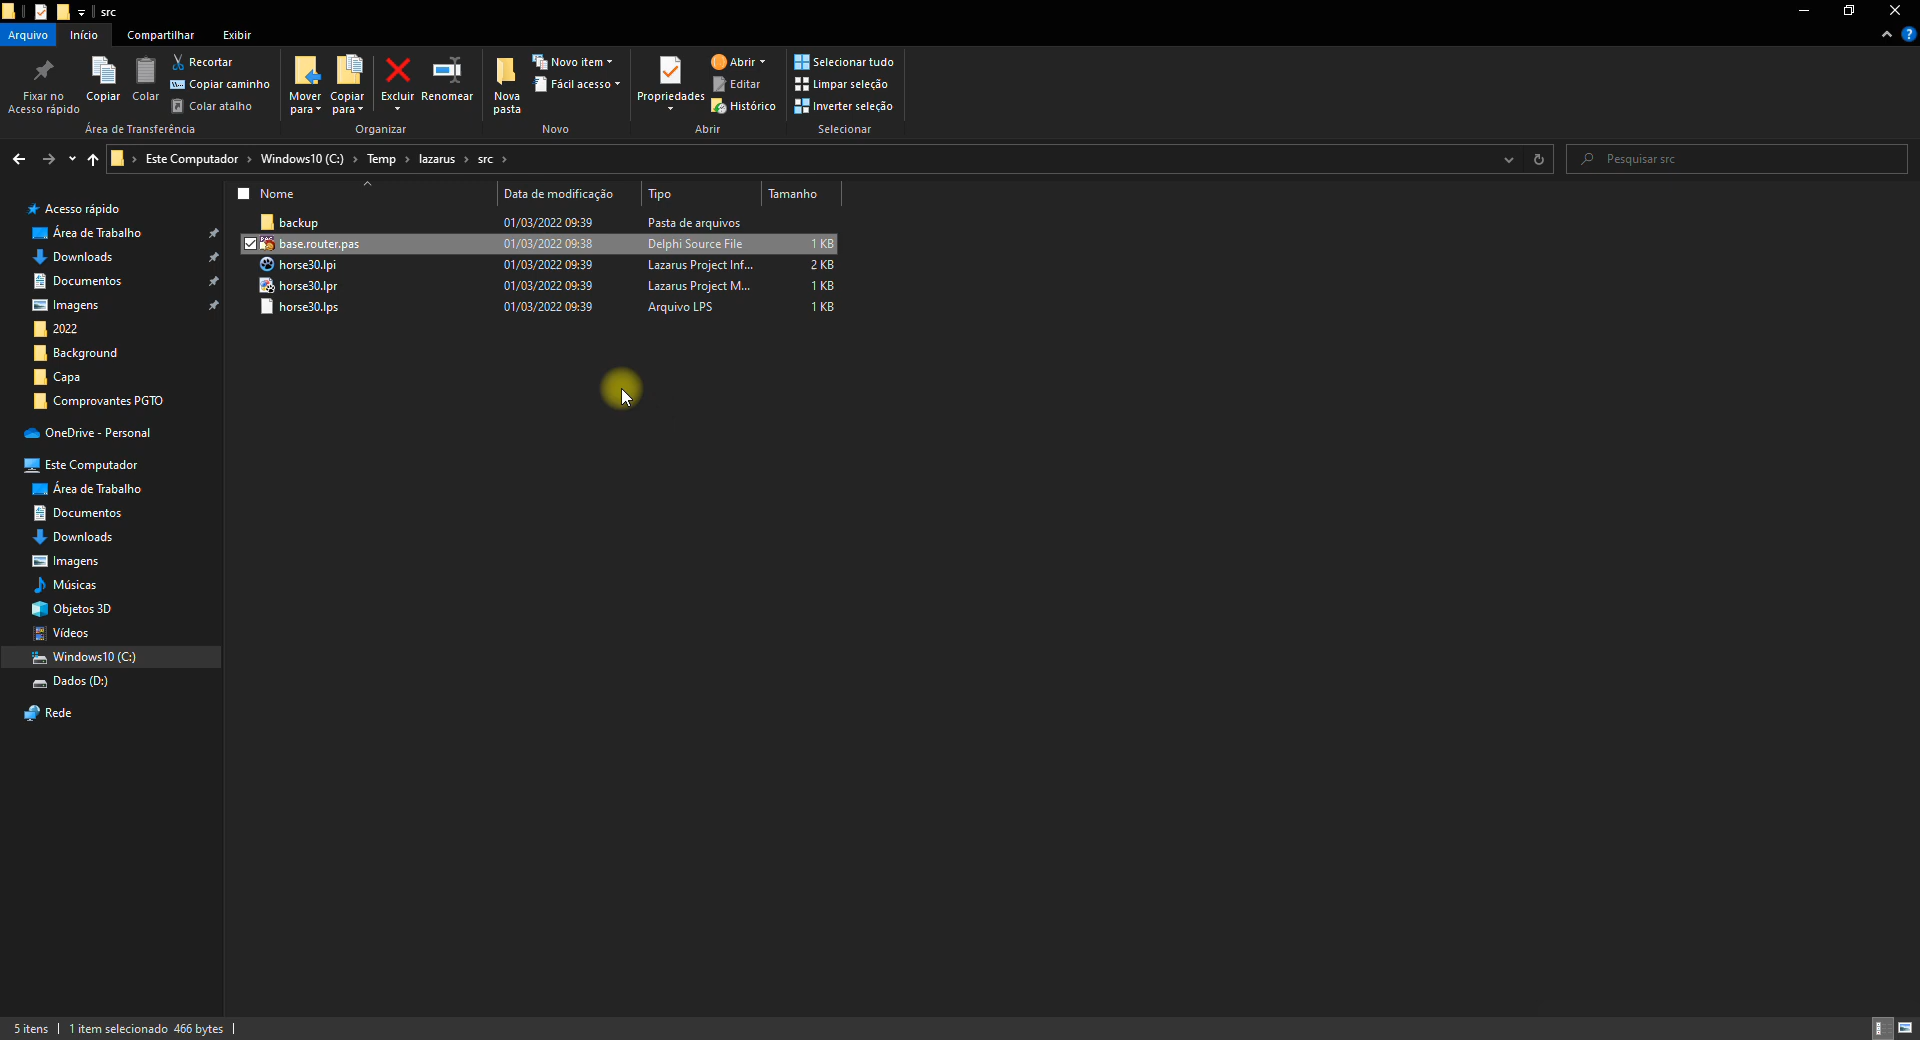 src
Arquivo Início Compartilhar Exibir
Fixar no Acesso rápido
Copiar
Colar
Recortar
Copiar caminho
Colar atalho
Área de Transferência
Mover para
Copiar para
Excluir
Renomear
Organizar
Nova pasta
Novo item
Fácil acesso
Novo
Propriedades
Abrir
Editar
Histórico
Abrir
Selecionar tudo
Limpar seleção
Inverter seleção
Selecionar
Este Computador › Windows10 (C:) › Temp › lazarus › src ›
Pesquisar src
Nome Data de modificação Tipo Tamanho
backup 01/03/2022 09:39 Pasta de arquivos
base.router.pas 01/03/2022 09:38 Delphi Source File 1 KB
horse30.lpi 01/03/2022 09:39 Lazarus Project Inf... 2 KB
horse30.lpr 01/03/2022 09:39 Lazarus Project M... 1 KB
horse30.lps 01/03/2022 09:39 Arquivo LPS 1 KB
Acesso rápido
Área de Trabalho
Downloads
Documentos
Imagens
2022
Background
Capa
Comprovantes PGTO
OneDrive - Personal
Este Computador
Área de Trabalho
Documentos
Downloads
Imagens
Músicas
Objetos 3D
Vídeos
Windows10 (C:)
Dados (D:)
Rede
5 itens 1 item selecionado 466 bytes